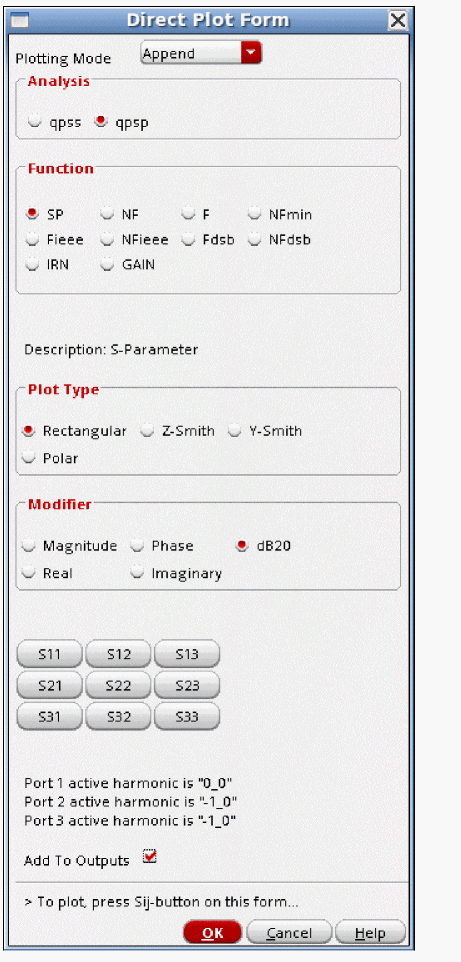 Direct Plot Form
Plotting Mode Append
Analysis
qpss qpsp
Function
SP NF F NFmin
Fieee NFieee Fdsb NFdsb
IRN GAIN
Description: S-Parameter
Plot Type
Rectangular Z-Smith Y-Smith
Polar
Modifier
Magnitude Phase dB20
Real Imaginary
S11 S12 S13
S21 S22 S23
S31 S32 S33
Port 1 active harmonic is "0_0"
Port 2 active harmonic is "-1_0"
Port 3 active harmonic is "-1_0"
Add To Outputs
> To plot, press Sij-button on this form...
OK Cancel Help